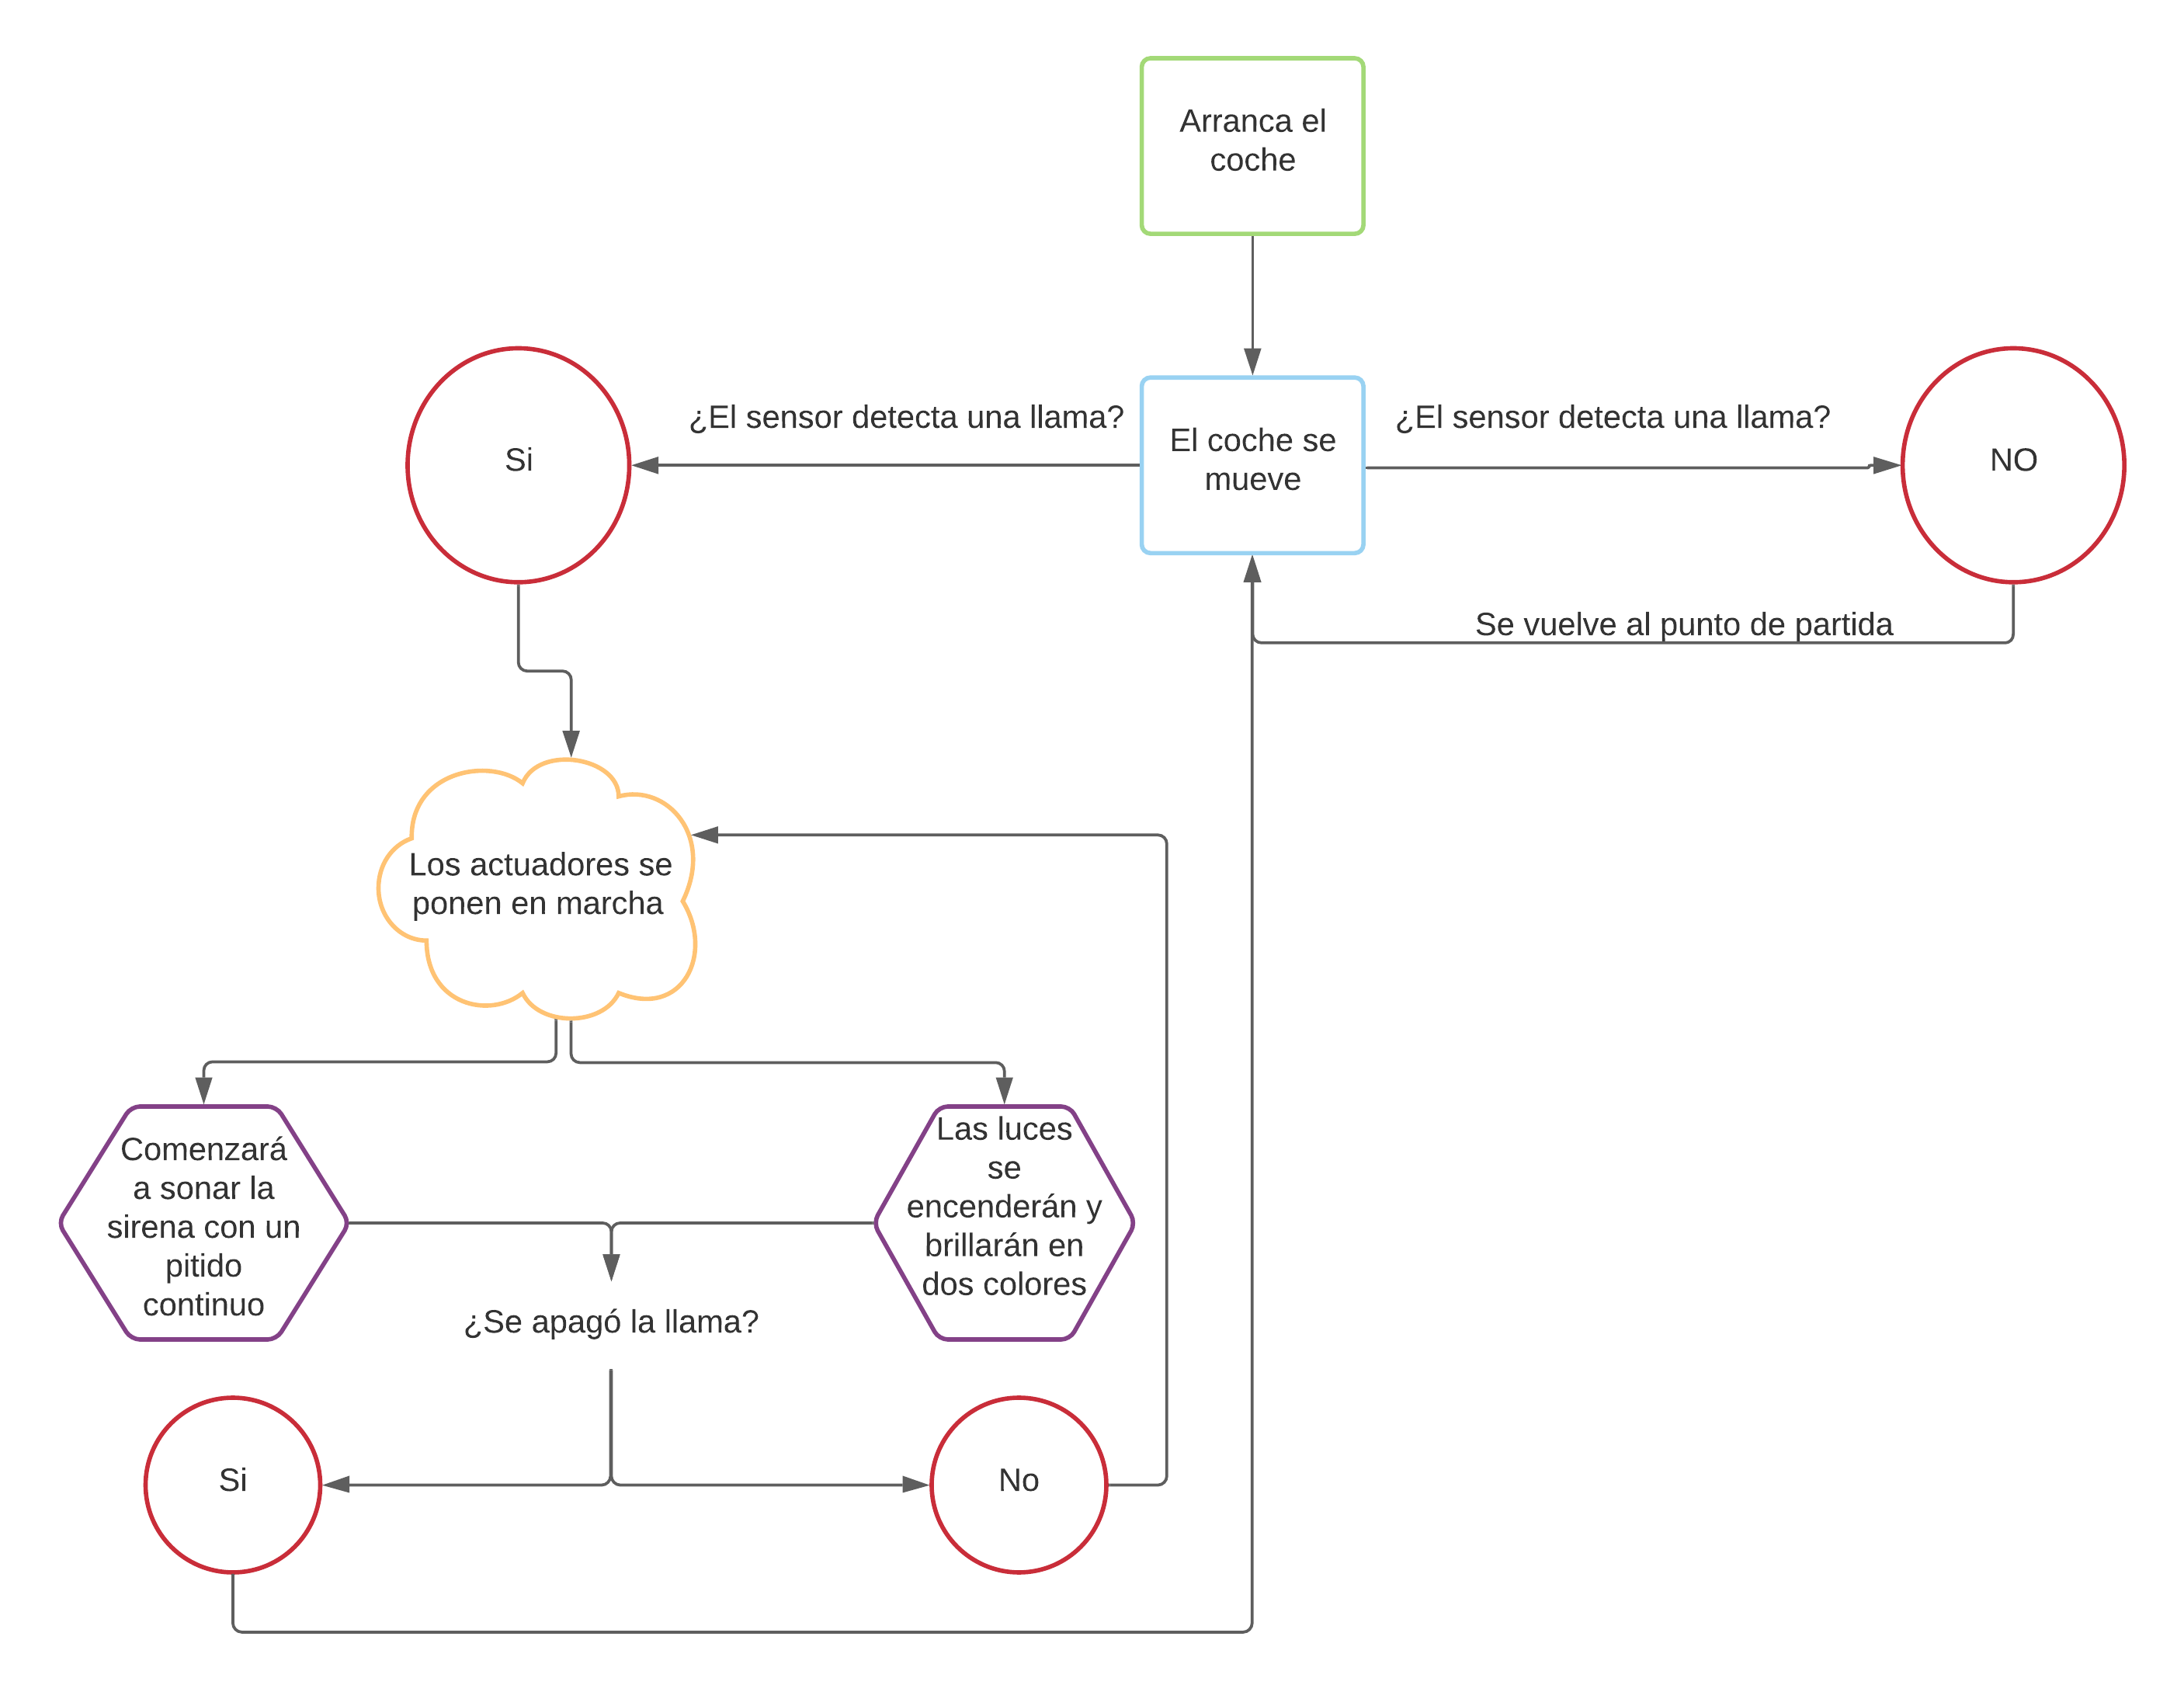 Arranca el
coche
¿El sensor detecta una llama?
¿El sensor detecta una llama?
Si
El coche se
mueve
NO
Se vuelve al punto de partida
Los actuadores se
ponen en marcha
Comenzará
a sonar la
sirena con un
pitido
continuo
Las luces
se
encenderán y
brillarán en
dos colores
¿Se apagó la llama?
Si
No